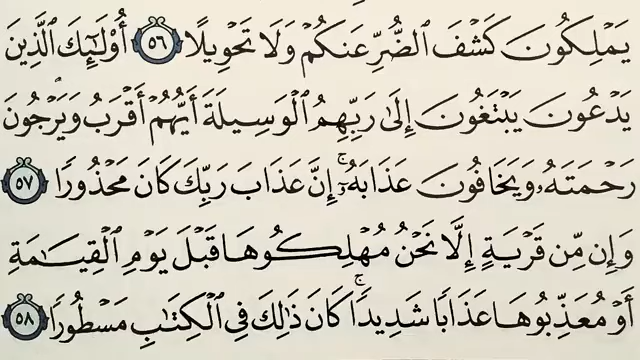 يَمْلِكُونَ كَشْفَ ٱلضُّرِّ عَنكُمْ وَلَا تَحْوِيلًا ٥٦ أُوْلَٰٓئِكَ ٱلَّذِينَ
يَدْعُونَ يَبْتَغُونَ إِلَىٰ رَبِّهِمُ ٱلْوَسِيلَةَ أَيُّهُمْ أَقْرَبُ وَيَرْجُونَ
رَحْمَتَهُۥ وَيَخَافُونَ عَذَابَهُۥٓ ۚ إِنَّ عَذَابَ رَبِّكَ كَانَ مَحْذُورًا ٥٧
وَإِن مِّن قَرْيَةٍ إِلَّا نَحْنُ مُهْلِكُوهَا قَبْلَ يَوْمِ ٱلْقِيَٰمَةِ
أَوْ مُعَذِّبُوهَا عَذَابًا شَدِيدًا ۚ كَانَ ذَٰلِكَ فِي ٱلْكِتَٰبِ مَسْطُورًا ٥٨